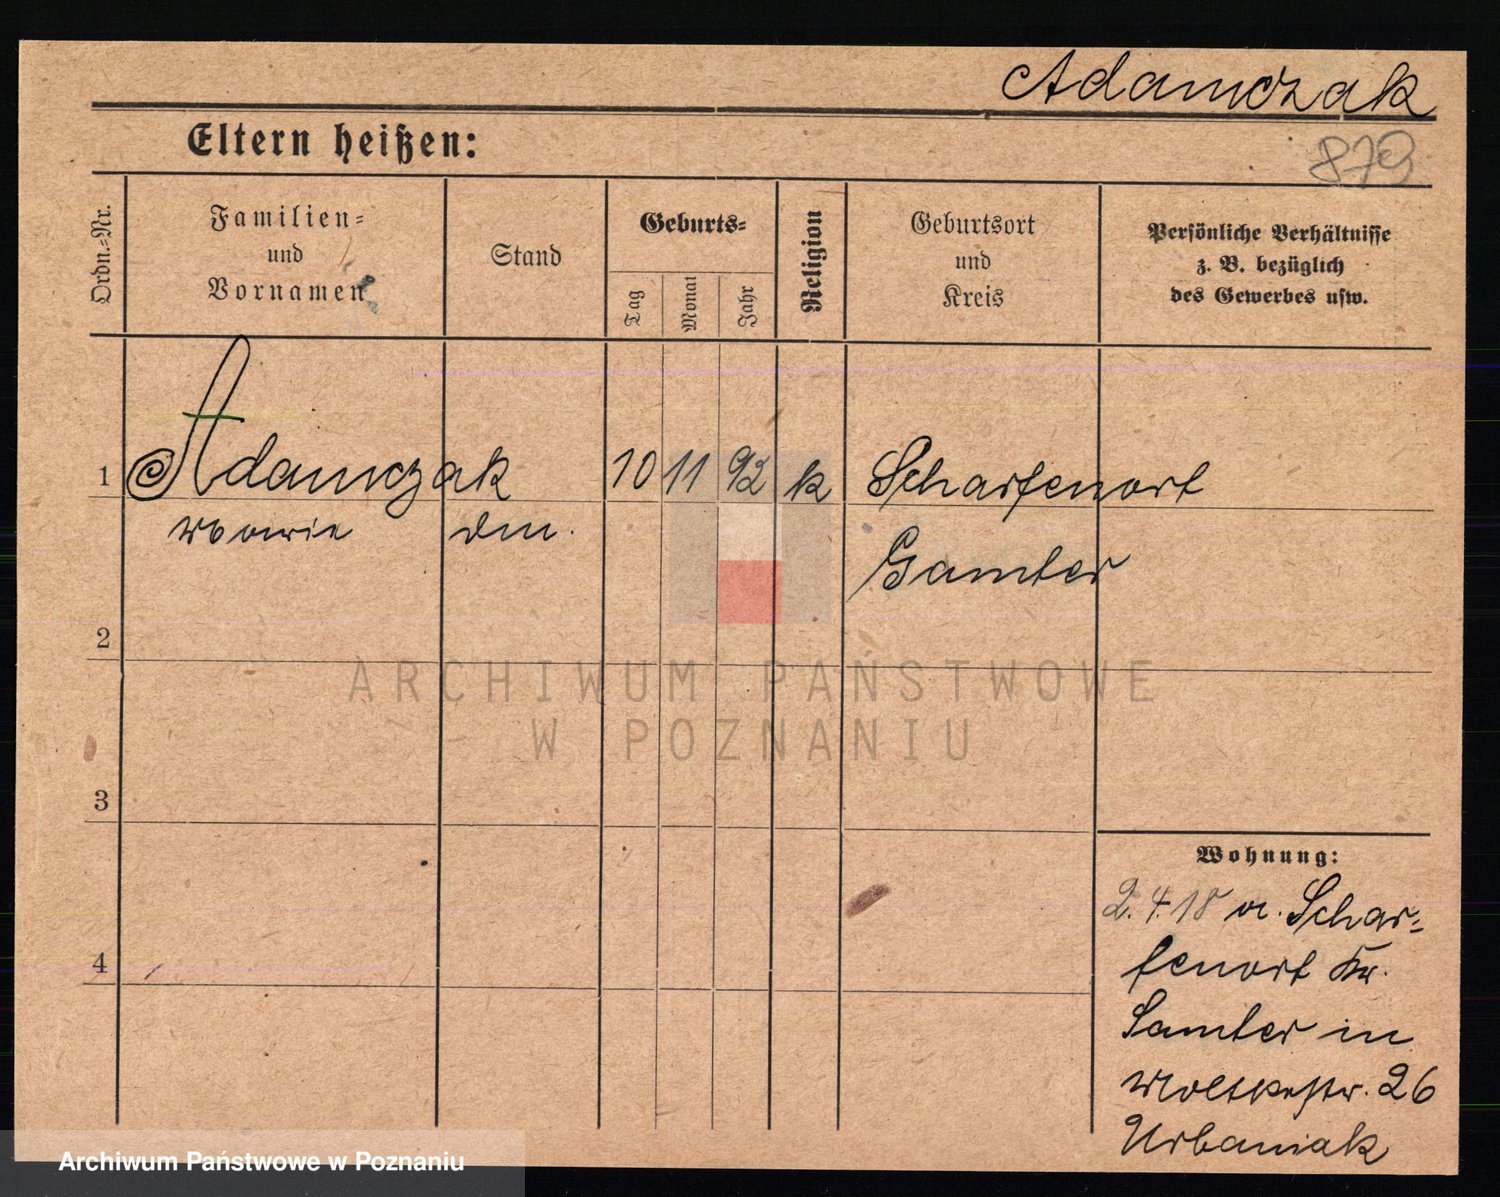 Adamczak
Eltern heißen:
879
Ordn.=Nr.
Familien=
und
Vornamen
Stand
Geburts=
Tag
Monat
Jahr
Religion
Geburtsort
und
Kreis
Persönliche Verhältnisse
z. B. bezüglich
des Gewerbes usw.
1 Adamczak 10 11 92 k Scharfenort
Marie
Samter
2
ARCHIWUM PAŃSTWOWE
W POZNANIU
3
Wohnung:
2. 4. 18 v. Schar=
fenort Kr.
4
Samter in
Moltkestr. 26
Urbaniak
Archiwum Państwowe w Poznaniu